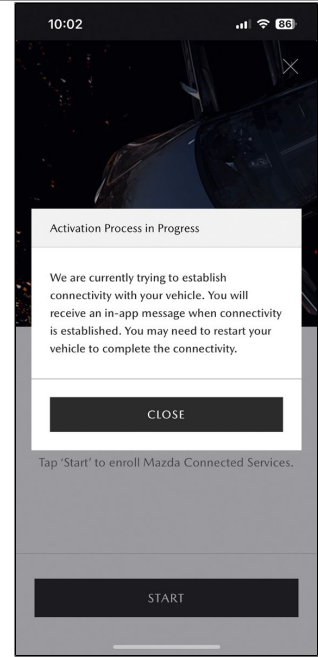 10:02
86
Activation Process in Progress
We are currently trying to establish
connectivity with your vehicle. You will
receive an in-app message when connectivity
is established. You may need to restart your
vehicle to complete the connectivity.
CLOSE
Tap ‘Start’ to enroll Mazda Connected Services.
START